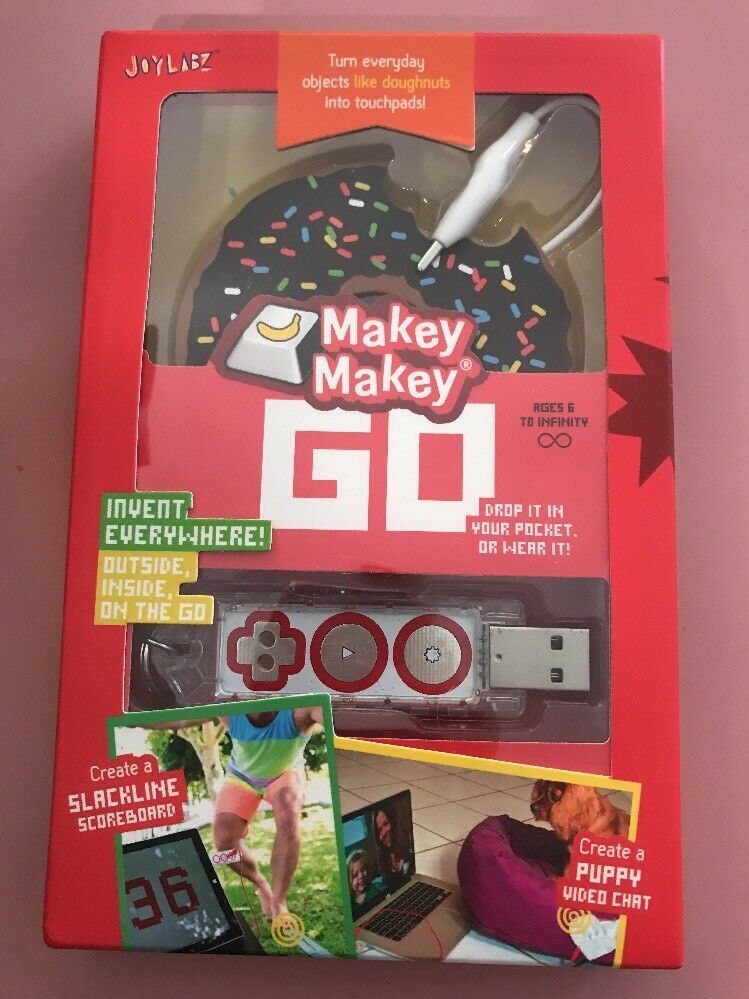 JOYLABZ™
Turn everyday
objects like doughnuts
into touchpads!
Makey
Makey®
GO
AGES 6
TO INFINITY
∞
DROP IT IN
YOUR POCKET.
OR WEAR IT!
INVENT
EVERYWHERE!
OUTSIDE,
INSIDE,
ON THE GO
Create a
SLACKLINE
SCOREBOARD
36
Create a
PUPPY
VIDEO CHAT